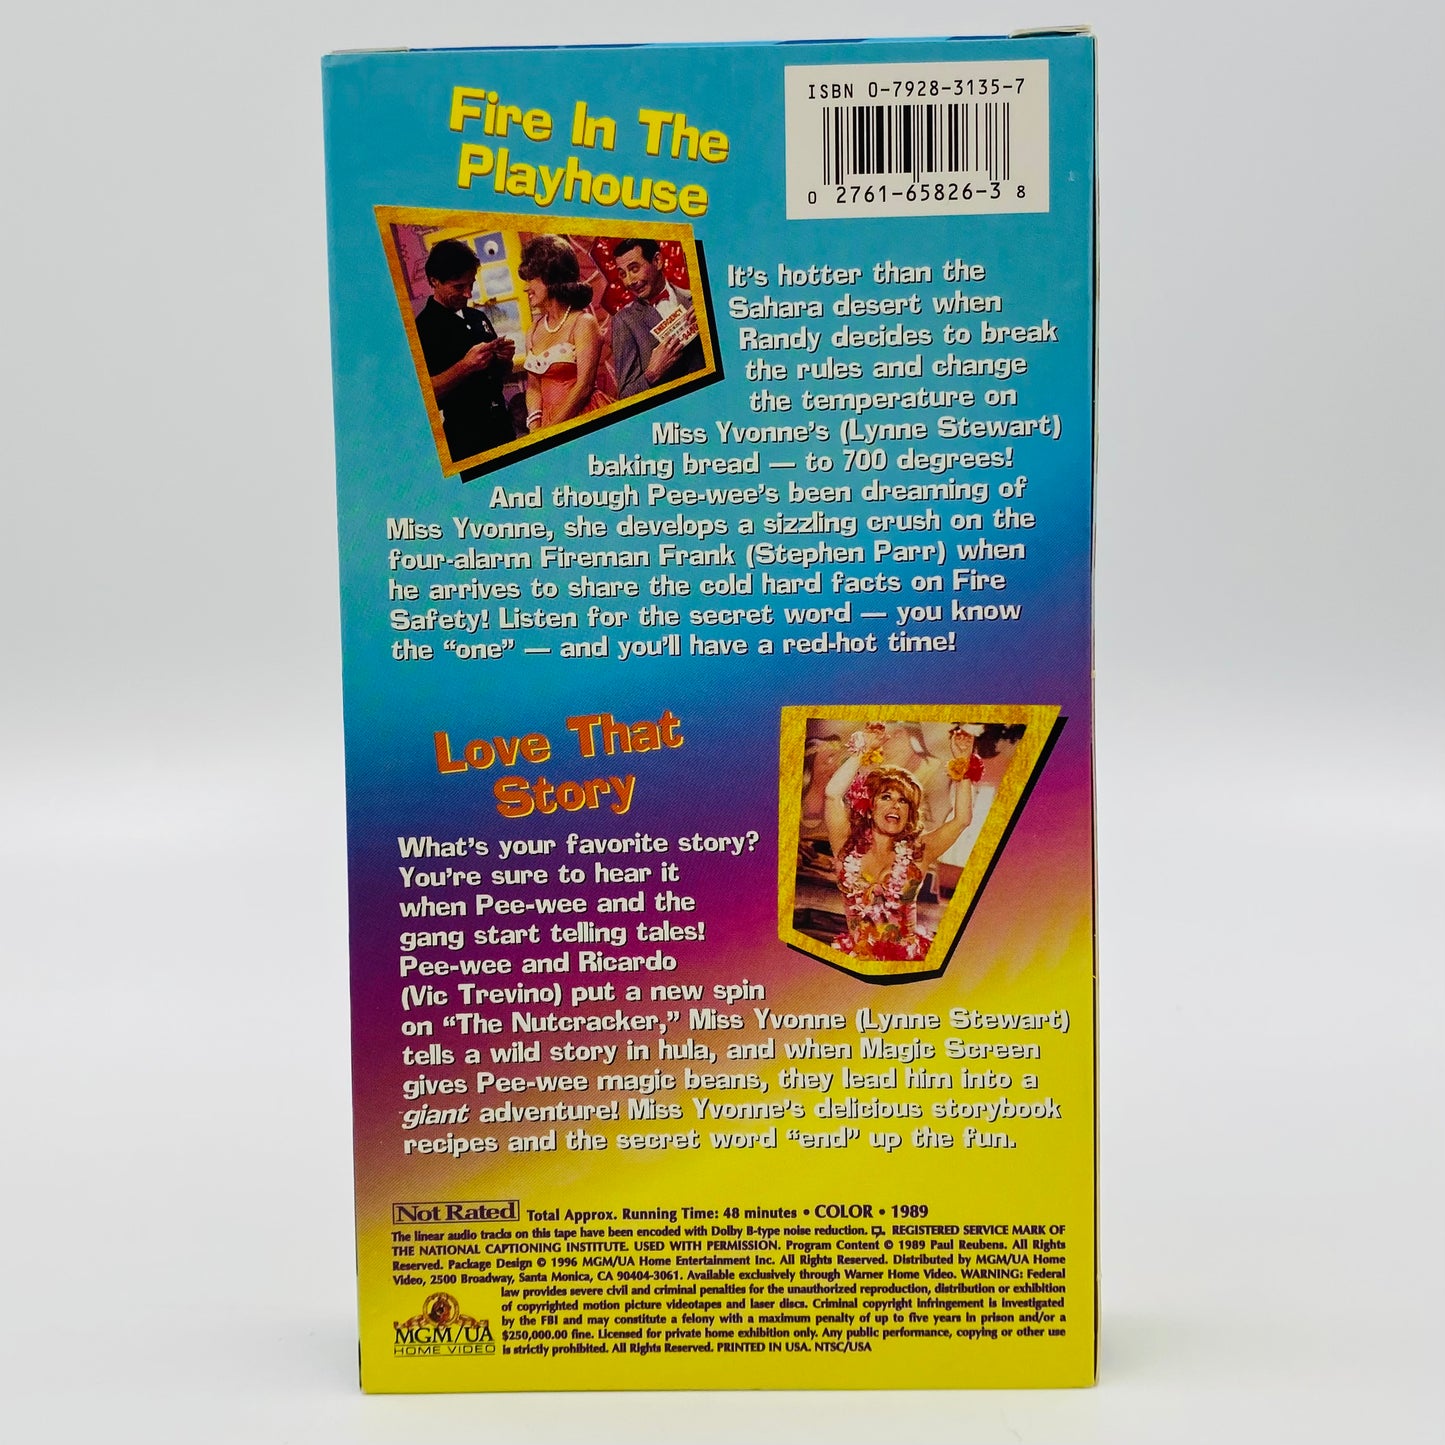 ISBN 0-7928-3135-7
0 2761-65826-3 8
Fire In The
Playhouse
EMERGENCY
It's hotter than the
Sahara desert when
Randy decides to break
the rules and change
the temperature on
Miss Yvonne's (Lynne Stewart)
baking bread — to 700 degrees!
And though Pee-wee's been dreaming of
Miss Yvonne, she develops a sizzling crush on the
four-alarm Fireman Frank (Stephen Parr) when
he arrives to share the cold hard facts on Fire
Safety! Listen for the secret word — you know
the "one" — and you'll have a red-hot time!
Love That
Story
What's your favorite story?
You're sure to hear it
when Pee-wee and the
gang start telling tales!
Pee-wee and Ricardo
(Vic Trevino) put a new spin
on "The Nutcracker," Miss Yvonne (Lynne Stewart)
tells a wild story in hula, and when Magic Screen
gives Pee-wee magic beans, they lead him into a
giant adventure! Miss Yvonne's delicious storybook
recipes and the secret word "end" up the fun.
Not Rated Total Approx. Running Time: 48 minutes • COLOR • 1989
The linear audio tracks on this tape have been encoded with Dolby B-type noise reduction. REGISTERED SERVICE MARK OF
THE NATIONAL CAPTIONING INSTITUTE. USED WITH PERMISSION. Program Content © 1989 Paul Reubens. All Rights
Reserved. Package Design © 1996 MGM/UA Home Entertainment Inc. All Rights Reserved. Distributed by MGM/UA Home
Video, 2500 Broadway, Santa Monica, CA 90404-3061. Available exclusively through Warner Home Video. WARNING: Federal
law provides severe civil and criminal penalties for the unauthorized reproduction, distribution or exhibition
of copyrighted motion picture videotapes and laser discs. Criminal copyright infringement is investigated
by the FBI and may constitute a felony with a maximum penalty of up to five years in prison and/or a
$250,000.00 fine. Licensed for private home exhibition only. Any public performance, copying or other use
is strictly prohibited. All Rights Reserved. PRINTED IN USA. NTSC/USA
MGM/UA
HOME VIDEO